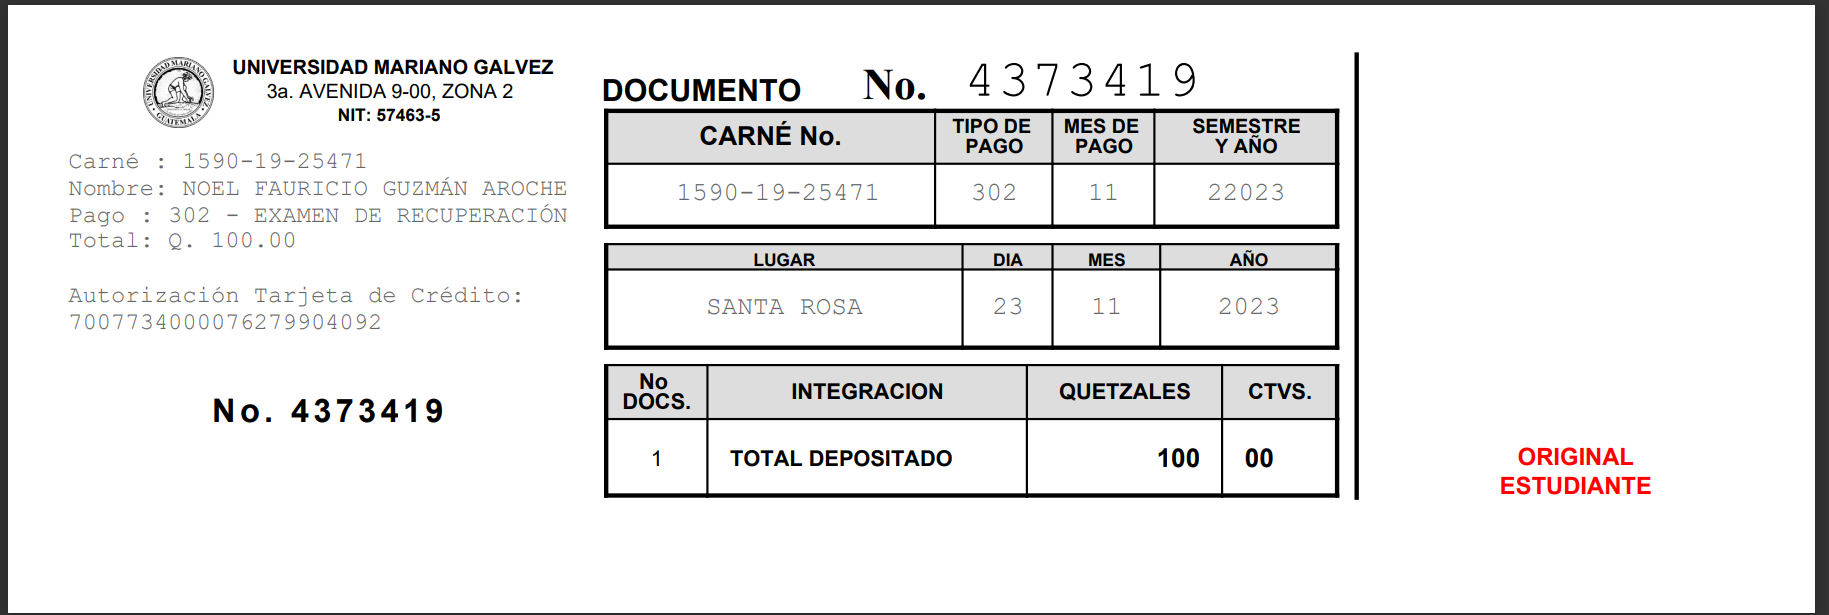 UNIVERSIDAD MARIANO GALVEZ
3a. AVENIDA 9-00, ZONA 2
NIT: 57463-5
UNIVERSIDAD MARIANO GALVEZ
GUATEMALA
Carné : 1590-19-25471
Nombre: NOEL FAURICIO GUZMÁN AROCHE
Pago : 302 - EXAMEN DE RECUPERACIÓN
Total: Q. 100.00
Autorización Tarjeta de Crédito:
7007734000076279904092
No. 4373419
DOCUMENTO No. 4373419
CARNÉ No. TIPO DE PAGO MES DE PAGO SEMESTRE Y AÑO
1590-19-25471 302 11 22023
LUGAR DIA MES AÑO
SANTA ROSA 23 11 2023
No DOCS. INTEGRACION QUETZALES CTVS.
1 TOTAL DEPOSITADO 100 00
ORIGINAL
ESTUDIANTE